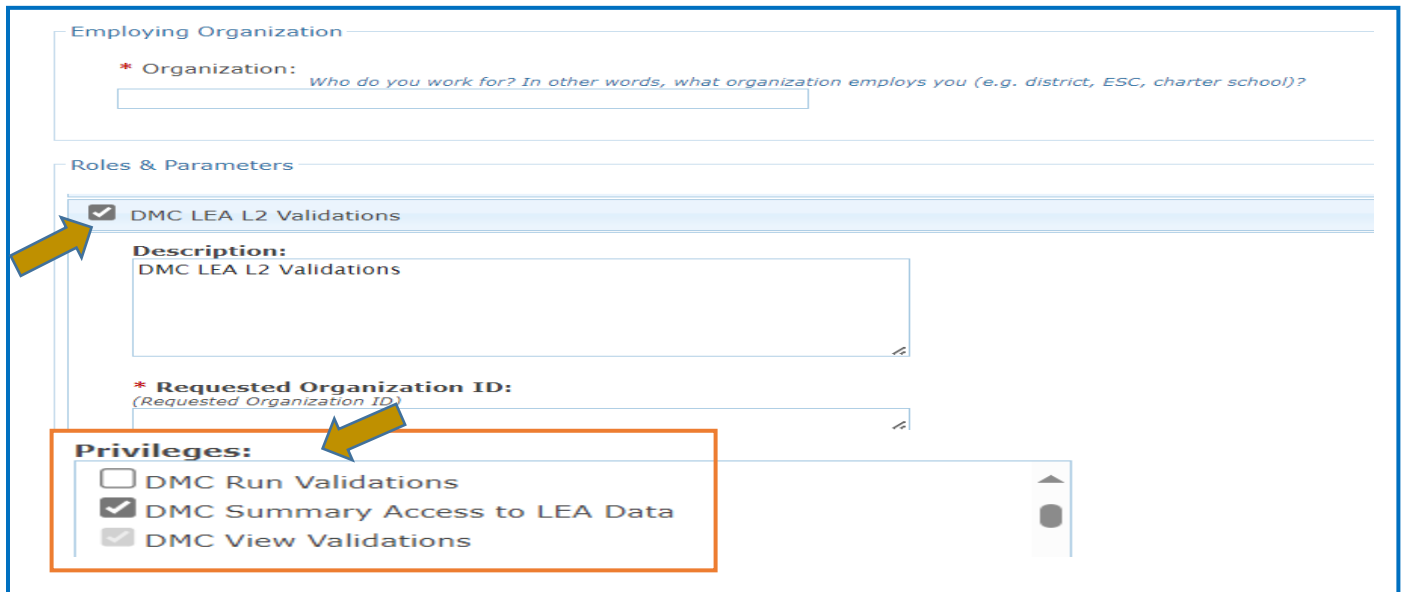 Employing Organization
* Organization:
Who do you work for? In other words, what organization employs you (e.g. district, ESC, charter school)?
Roles & Parameters
DMC LEA L2 Validations
Description:
DMC LEA L2 Validations
* Requested Organization ID:
(Requested Organization ID)
Privileges:
DMC Run Validations
DMC Summary Access to LEA Data
DMC View Validations